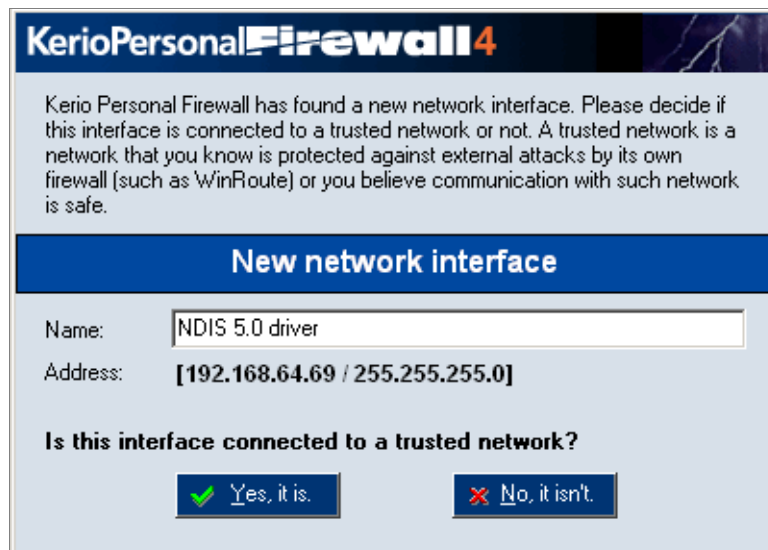 KerioPersonalFirewall4
Kerio Personal Firewall has found a new network interface. Please decide if
this interface is connected to a trusted network or not. A trusted network is a
network that you know is protected against external attacks by its own
firewall (such as WinRoute) or you believe communication with such network
is safe.
New network interface
Name: NDIS 5.0 driver
Address: [192.168.64.69 / 255.255.255.0]
Is this interface connected to a trusted network?
Yes, it is. No, it isn't.